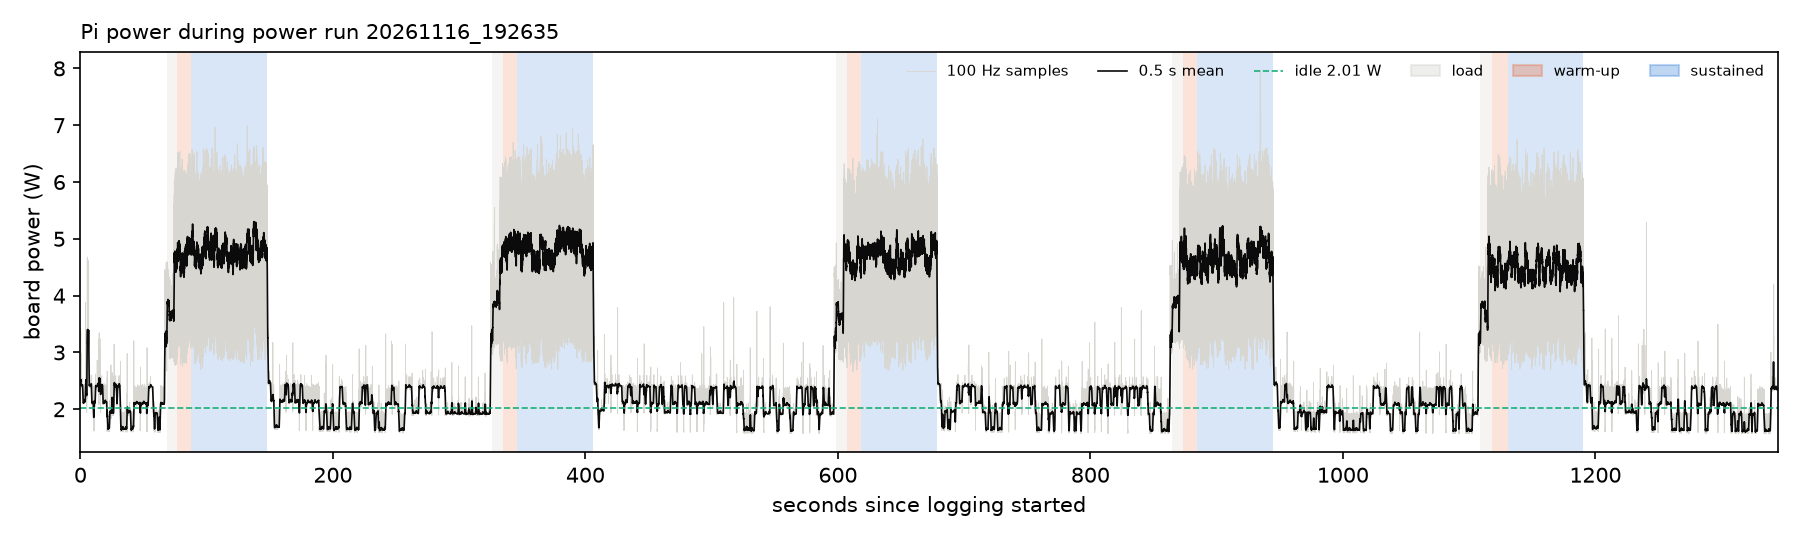 Pi power during power run 20261116_192635
100 Hz samples 0.5 s mean idle 2.01 W load warm-up sustained
board power (W)
8
7
6
5
4
3
2
0 200 400 600 800 1000 1200
seconds since logging started